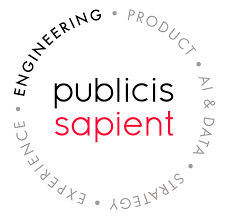 ENGINEERING • PRODUCT • AI & DATA • STRATEGY • EXPERIENCE •
publicis
sapient